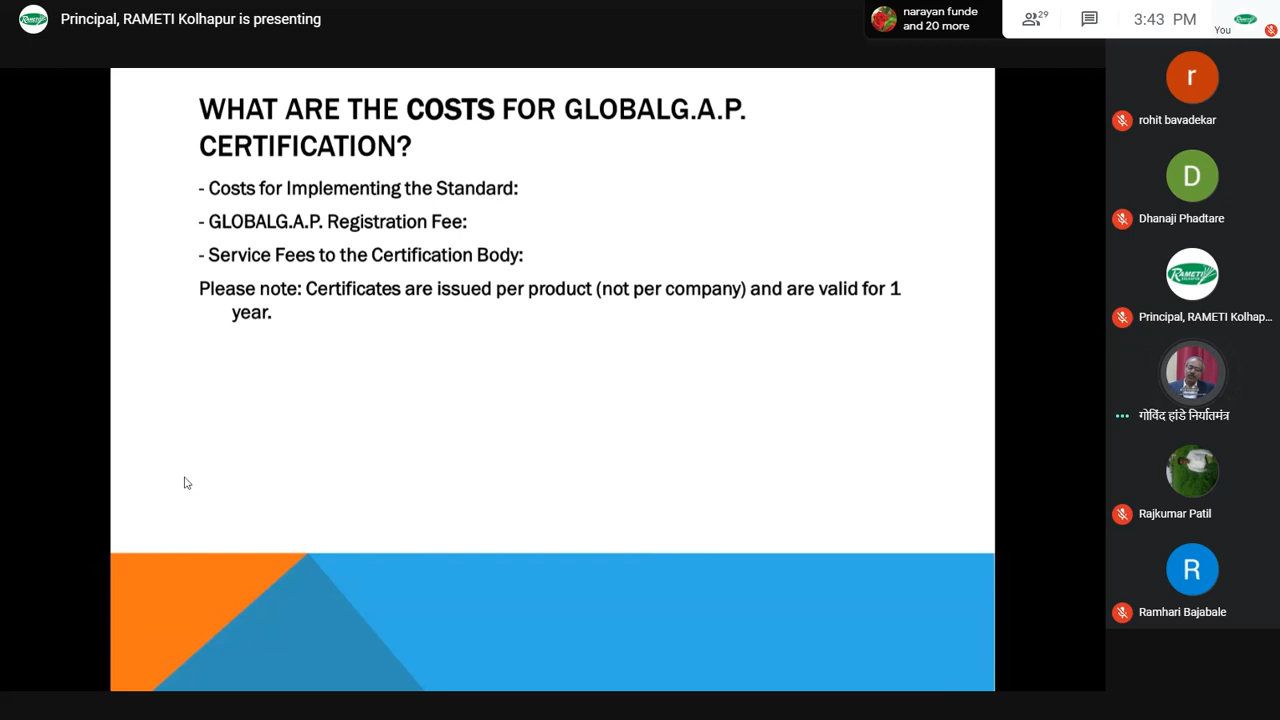 Principal, RAMETI Kolhapur is presenting
narayan funde
and 20 more
29
3:43 PM
You
WHAT ARE THE COSTS FOR GLOBALG.A.P.
CERTIFICATION?
- Costs for Implementing the Standard:
- GLOBALG.A.P. Registration Fee:
- Service Fees to the Certification Body:
Please note: Certificates are issued per product (not per company) and are valid for 1
year.
r
rohit bavadekar
D
Dhanaji Phadtare
RAMETI
Principal, RAMETI Kolhap...
गोविंद हांडे निर्यातमंत्र
Rajkumar Patil
R
Ramhari Bajabale